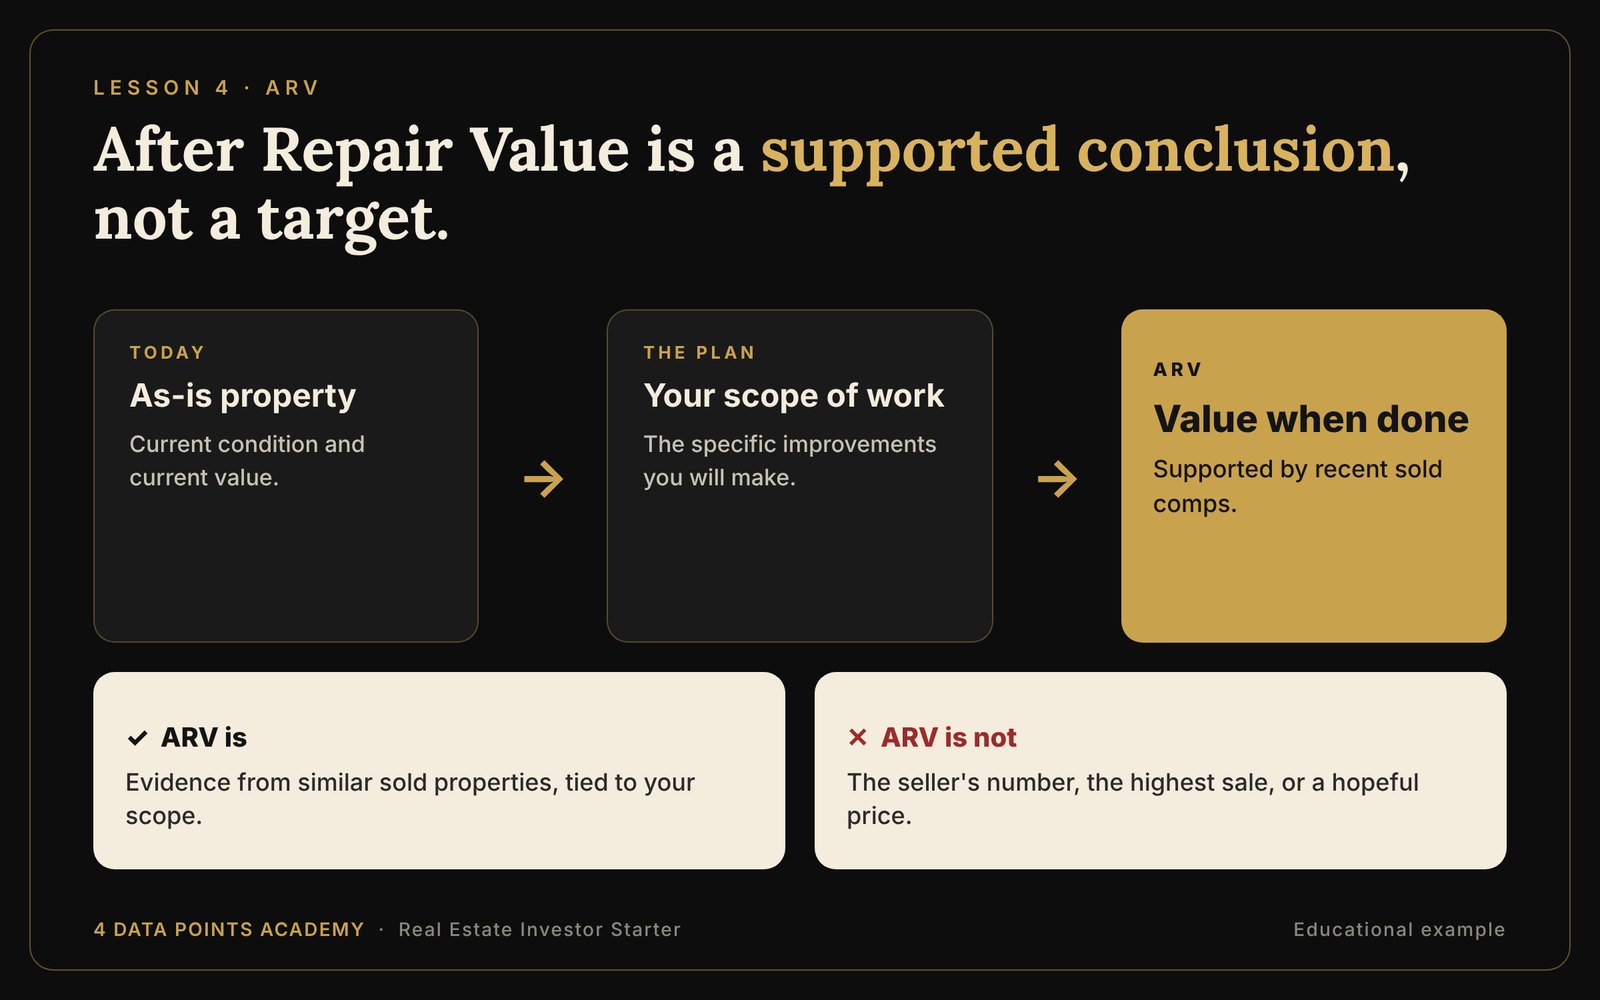 LESSON 4 · ARV
After Repair Value is a supported conclusion,
not a target.
TODAY
As-is property
Current condition and
current value.
→
THE PLAN
Your scope of work
The specific improvements
you will make.
→
ARV
Value when done
Supported by recent sold
comps.
✓ ARV is
Evidence from similar sold properties, tied to your
scope.
✕ ARV is not
The seller's number, the highest sale, or a hopeful
price.
4 DATA POINTS ACADEMY · Real Estate Investor Starter
Educational example